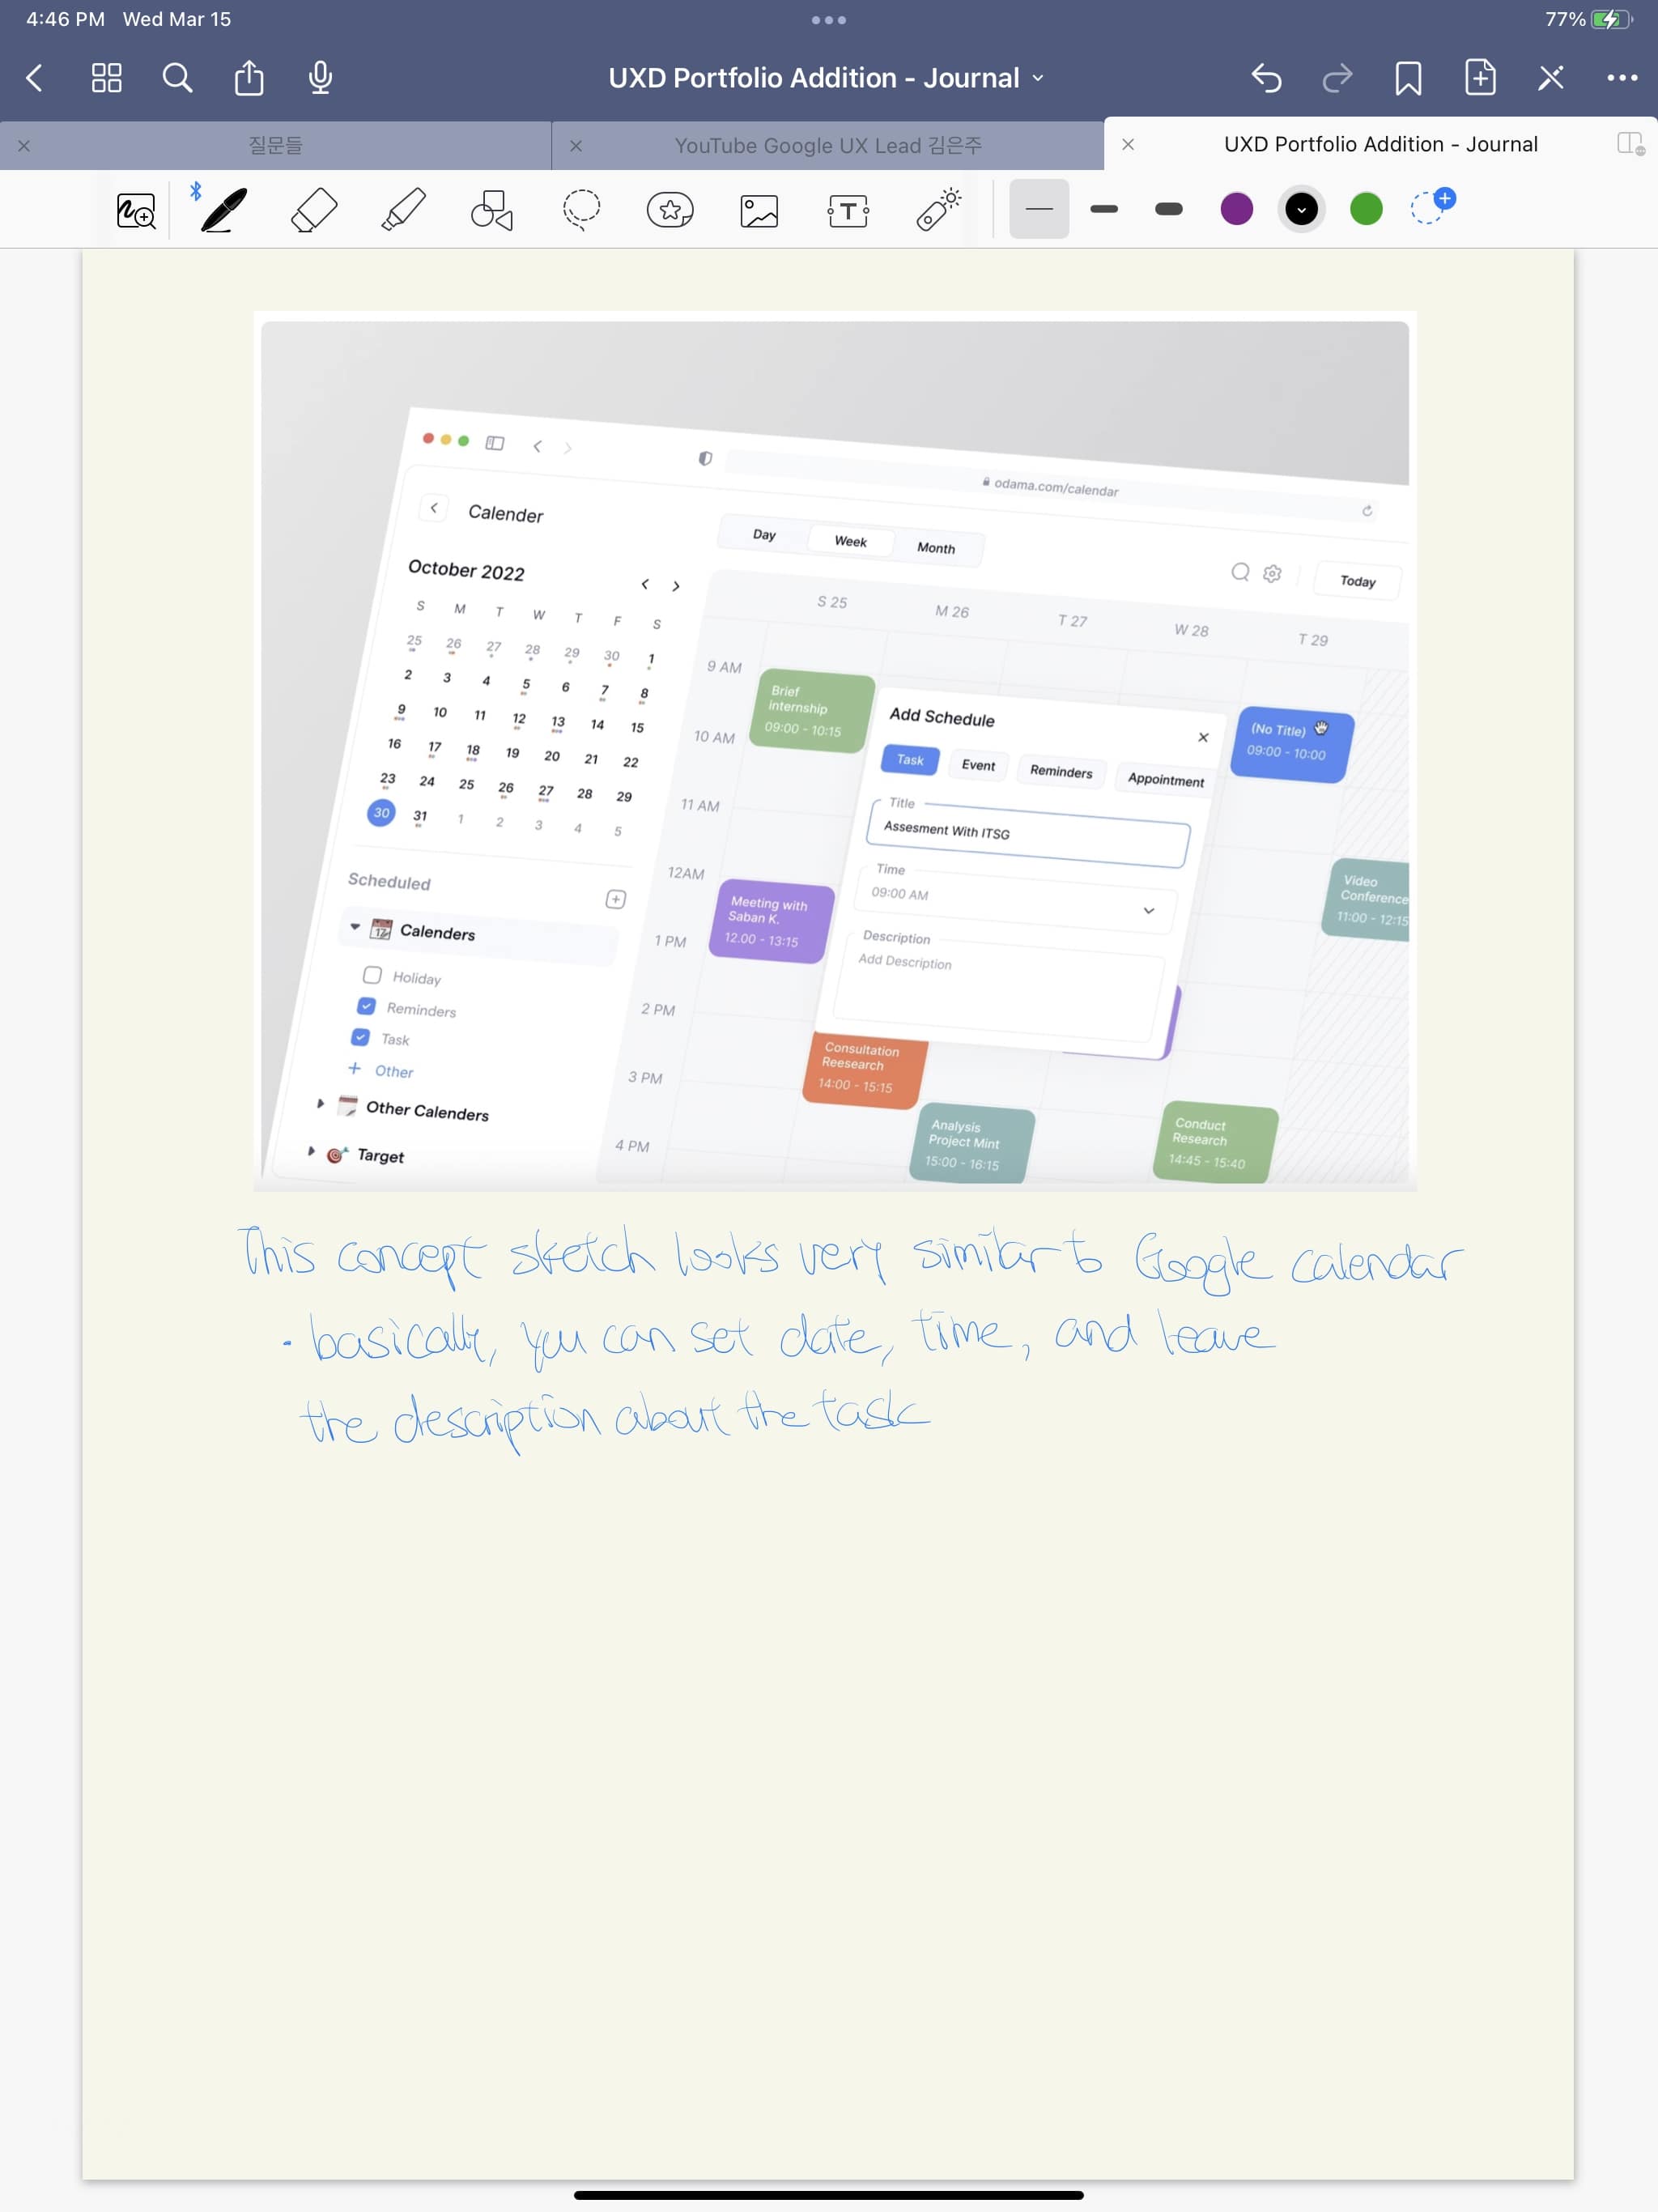 4:46 PM Wed Mar 15
77%
UXD Portfolio Addition - Journal
질문들
YouTube Google UX Lead 김은주
UXD Portfolio Addition - Journal
T
odama.com/calendar
Calender
Day Week Month
Today
October 2022
S M T W T F S
25 26 27 28 29 30 1
2 3 4 5 6 7 8
9 10 11 12 13 14 15
16 17 18 19 20 21 22
23 24 25 26 27 28 29
30 31 1 2 3 4 5
Scheduled
Calenders
Holiday
Reminders
Task
+ Other
Other Calenders
Target
S 25 M 26 T 27 W 28 T 29
9 AM
10 AM
11 AM
12AM
1 PM
2 PM
3 PM
4 PM
Brief
internship
09:00 - 10:15
Meeting with
Saban K.
12.00 - 13:15
Add Schedule
Task Event Reminders Appointment
Title
Assesment With ITSG
Time
09:00 AM
Description
Add Description
(No Title)
09:00 - 10:00
Video
Conference
11:00 - 12:15
Consultation
Reesearch
14:00 - 15:15
Analysis
Project Mint
15:00 - 16:15
Conduct
Research
14:45 - 15:40
This concept sketch looks very similar to Google calendar
- basically, you can set date, time, and leave
the description about the task